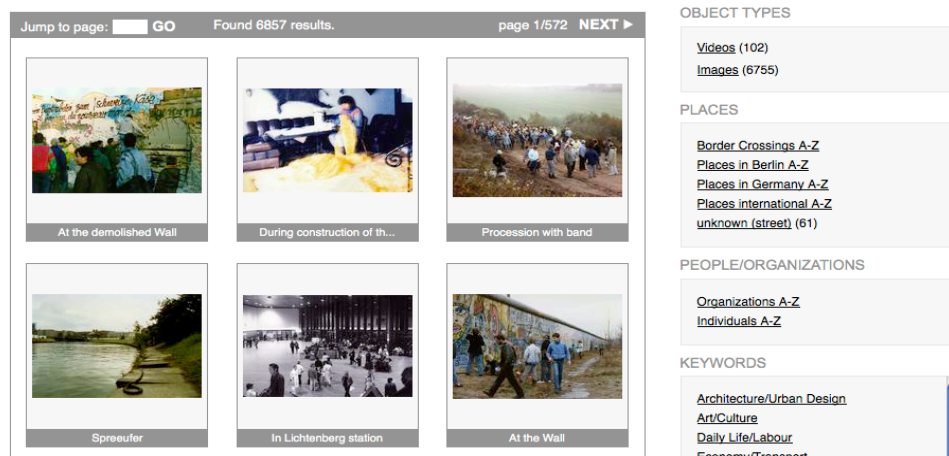 Jump to page: GO Found 6857 results. page 1/572 NEXT ▶
At the demolished Wall
During construction of th...
Procession with band
Spreeufer
In Lichtenberg station
At the Wall
OBJECT TYPES
Videos (102)
Images (6755)
PLACES
Border Crossings A-Z
Places in Berlin A-Z
Places in Germany A-Z
Places international A-Z
unknown (street) (61)
PEOPLE/ORGANIZATIONS
Organizations A-Z
Individuals A-Z
KEYWORDS
Architecture/Urban Design
Art/Culture
Daily Life/Labour
Economy/Transport